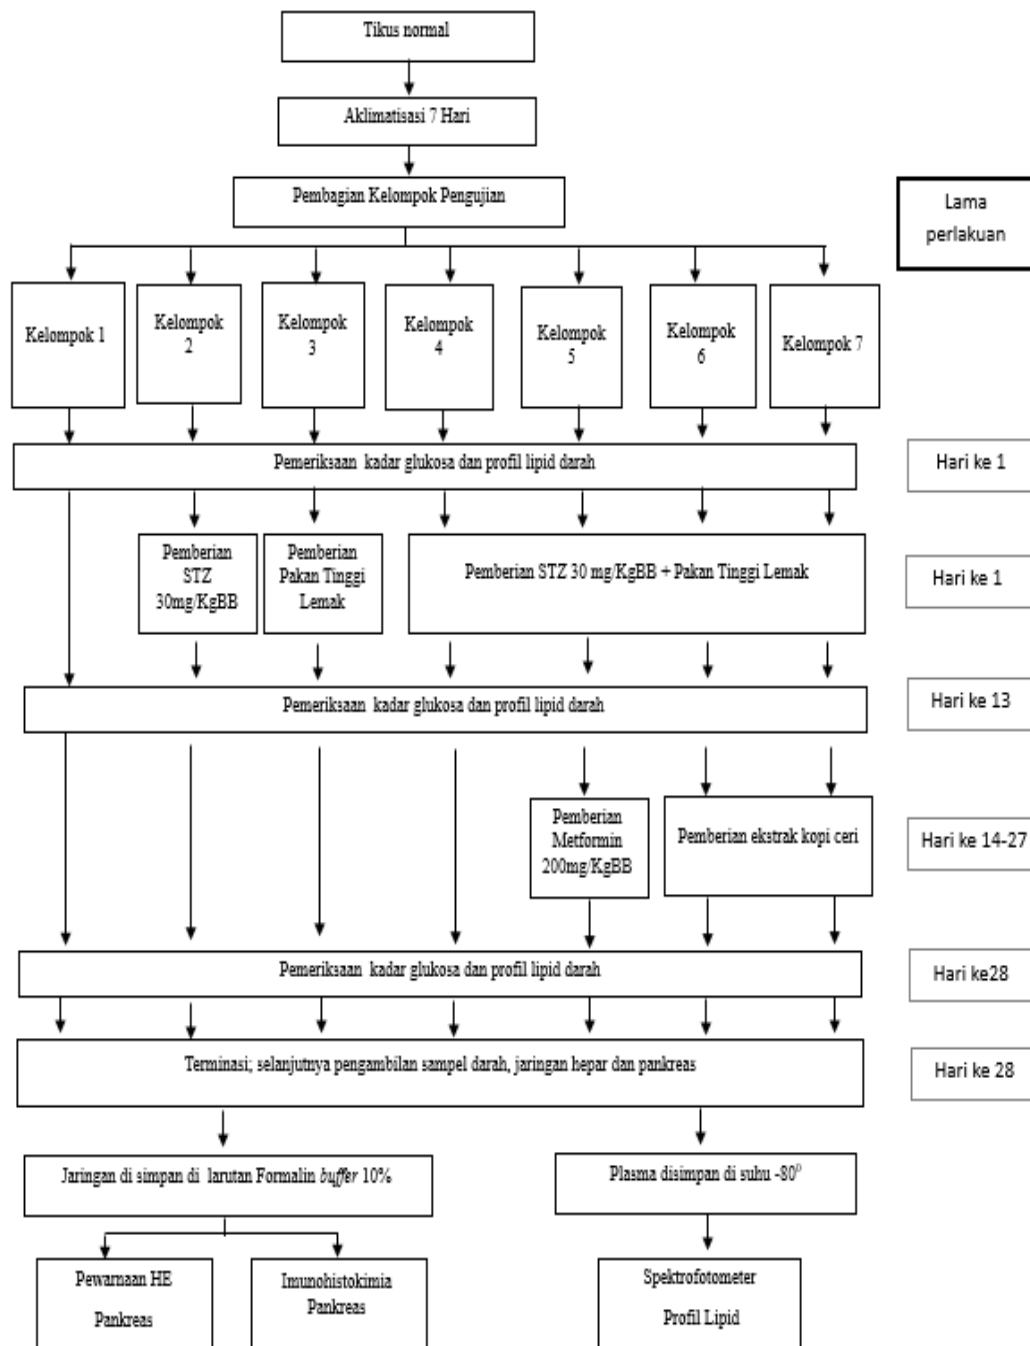 Tikus normal
Aklimatisasi 7 Hari
Pembagian Kelompok Pengujian
Lama
perlakuan
Kelompok 1
Kelompok
2
Kelompok
3
Kelompok
4
Kelompok
5
Kelompok
6
Kelompok 7
Pemeriksaan kadar glukosa dan profil lipid darah
Hari ke 1
Pemberian
STZ
30mg/KgBB
Pemberian
Pakan Tinggi
Lemak
Pemberian STZ 30 mg/KgBB + Pakan Tinggi Lemak
Hari ke 1
Pemeriksaan kadar glukosa dan profil lipid darah
Hari ke 13
Pemberian
Metformin
200mg/KgBB
Pemberian ekstrak kopi ceri
Hari ke 14-27
Pemeriksaan kadar glukosa dan profil lipid darah
Hari ke28
Terminasi; selanjutnya pengambilan sampel darah, jaringan hepar dan pankreas
Hari ke 28
Jaringan di simpan di larutan Formalin buffer 10%
Plasma disimpan di suhu -80⁰
Pewarnaan HE
Pankreas
Imunohistokimia
Pankreas
Spektrofotometer
Profil Lipid